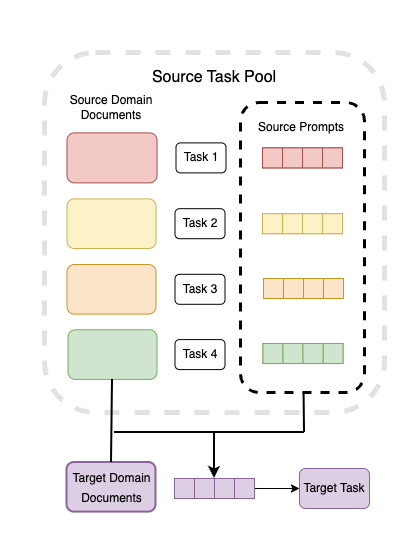 Source Task Pool
Source Domain
Documents
Source Prompts
Task 1
Task 2
Task 3
Task 4
Target Domain
Documents
Target Task